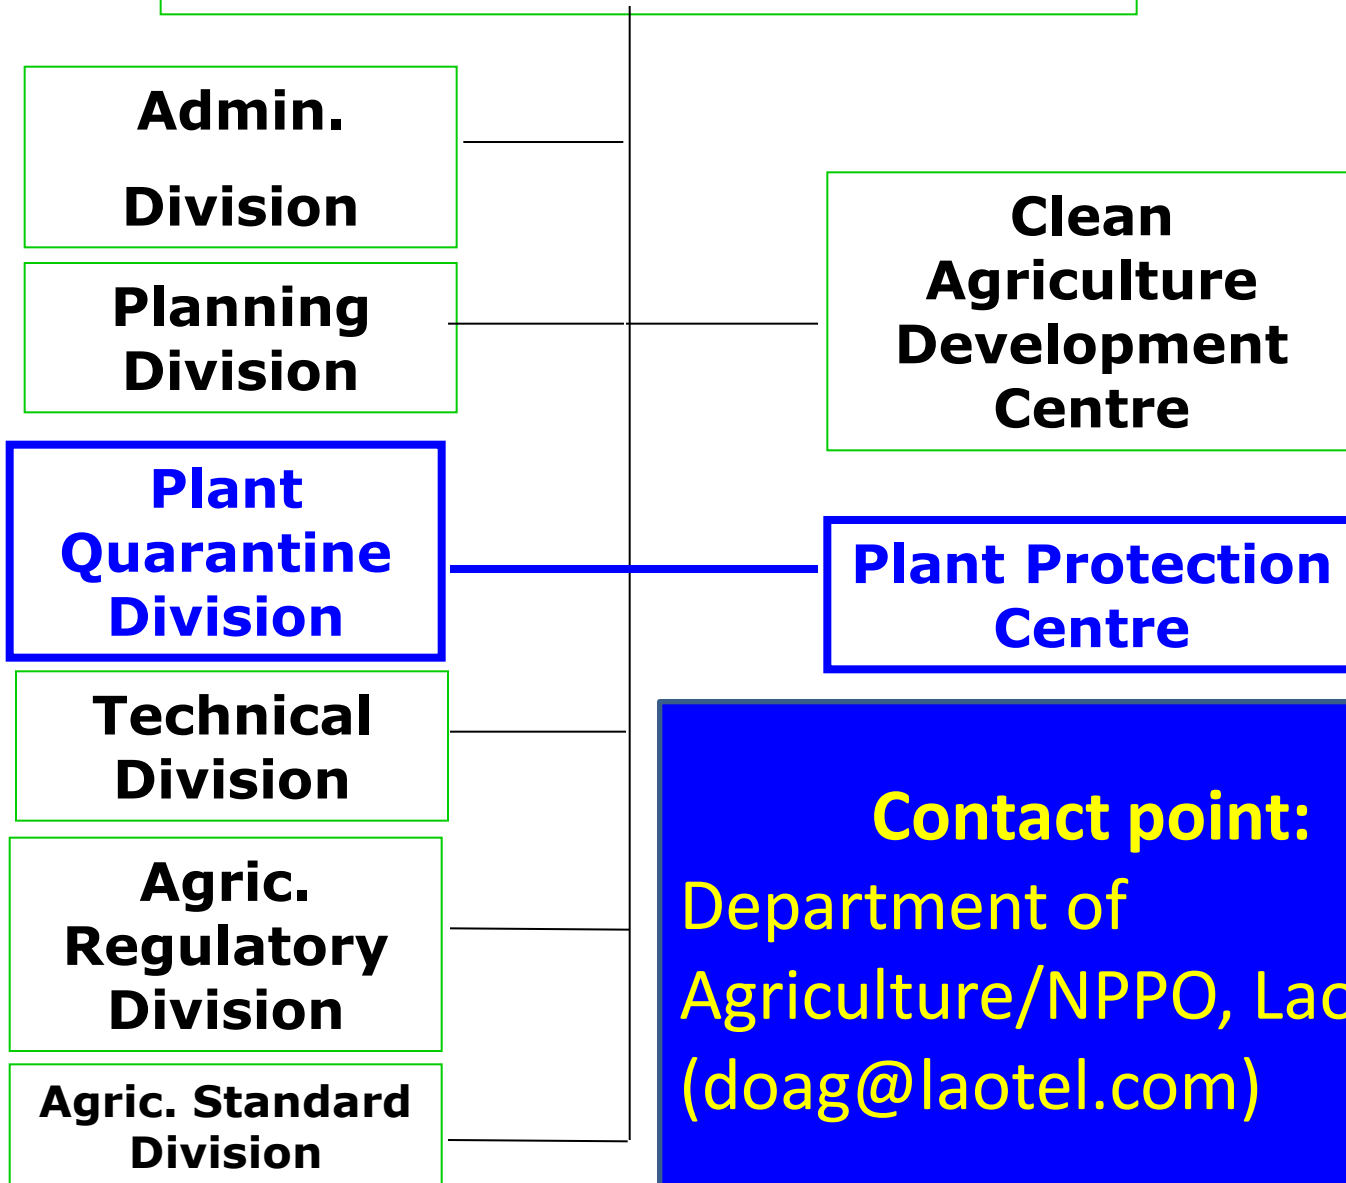 Admin.
Division
Planning
Division
Plant
Quarantine
Division
Technical
Division
Agric.
Regulatory
Division
Agric. Standard
Division
Clean
Agriculture
Development
Centre
Plant Protection
Centre
Contact point:
Department of
Agriculture/NPPO,
(doag@laotel.com)